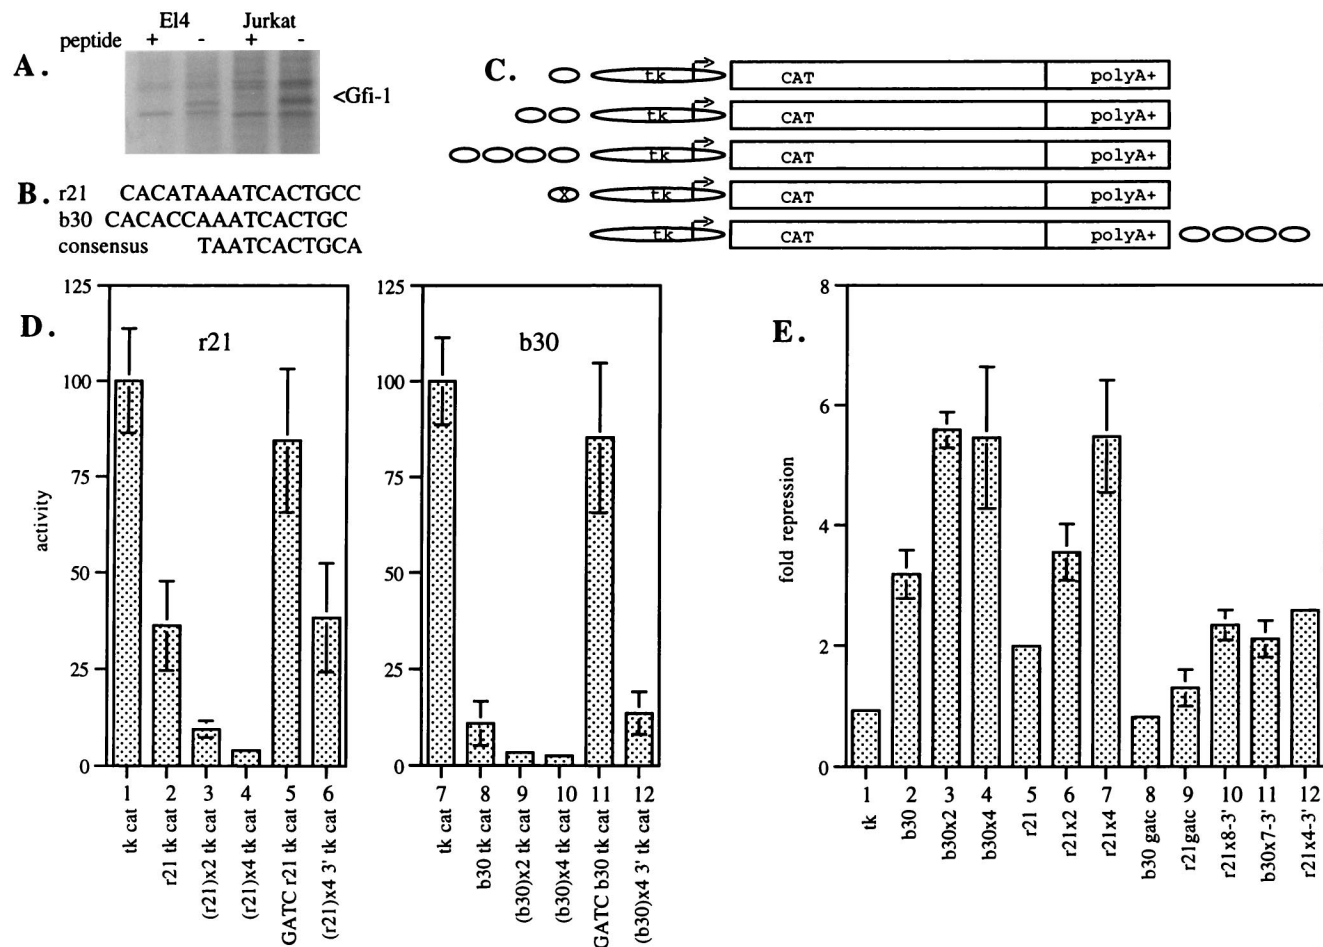 El4 Jurkat
peptide + - + -
A.
<Gfi-1
B.
r21 CACATAAATCACTGCC
b30 CACACCAAATCACTGC
consensus TAATCACTGCA
C.
tk CAT polyA+
tk CAT polyA+
tk CAT polyA+
X tk CAT polyA+
tk CAT polyA+
D.
r21
activity
125
100
75
50
25
0
1 2 3 4 5 6
tk cat
r21 tk cat
(r21)x2 tk cat
(r21)x4 tk cat
GATC r21 tk cat
(r21)x4 3' tk cat
b30
125
100
75
50
25
0
7 8 9 10 11 12
tk cat
b30 tk cat
(b30)x2 tk cat
(b30)x4 tk cat
GATC b30 tk cat
(b30)x4 3' tk cat
E.
fold repression
8
6
4
2
0
1 2 3 4 5 6 7 8 9 10 11 12
tk
b30
b30x2
b30x4
r21
r21x2
r21x4
b30 gatc
r21gatc
r21x8-3'
b30x7-3'
r21x4-3'